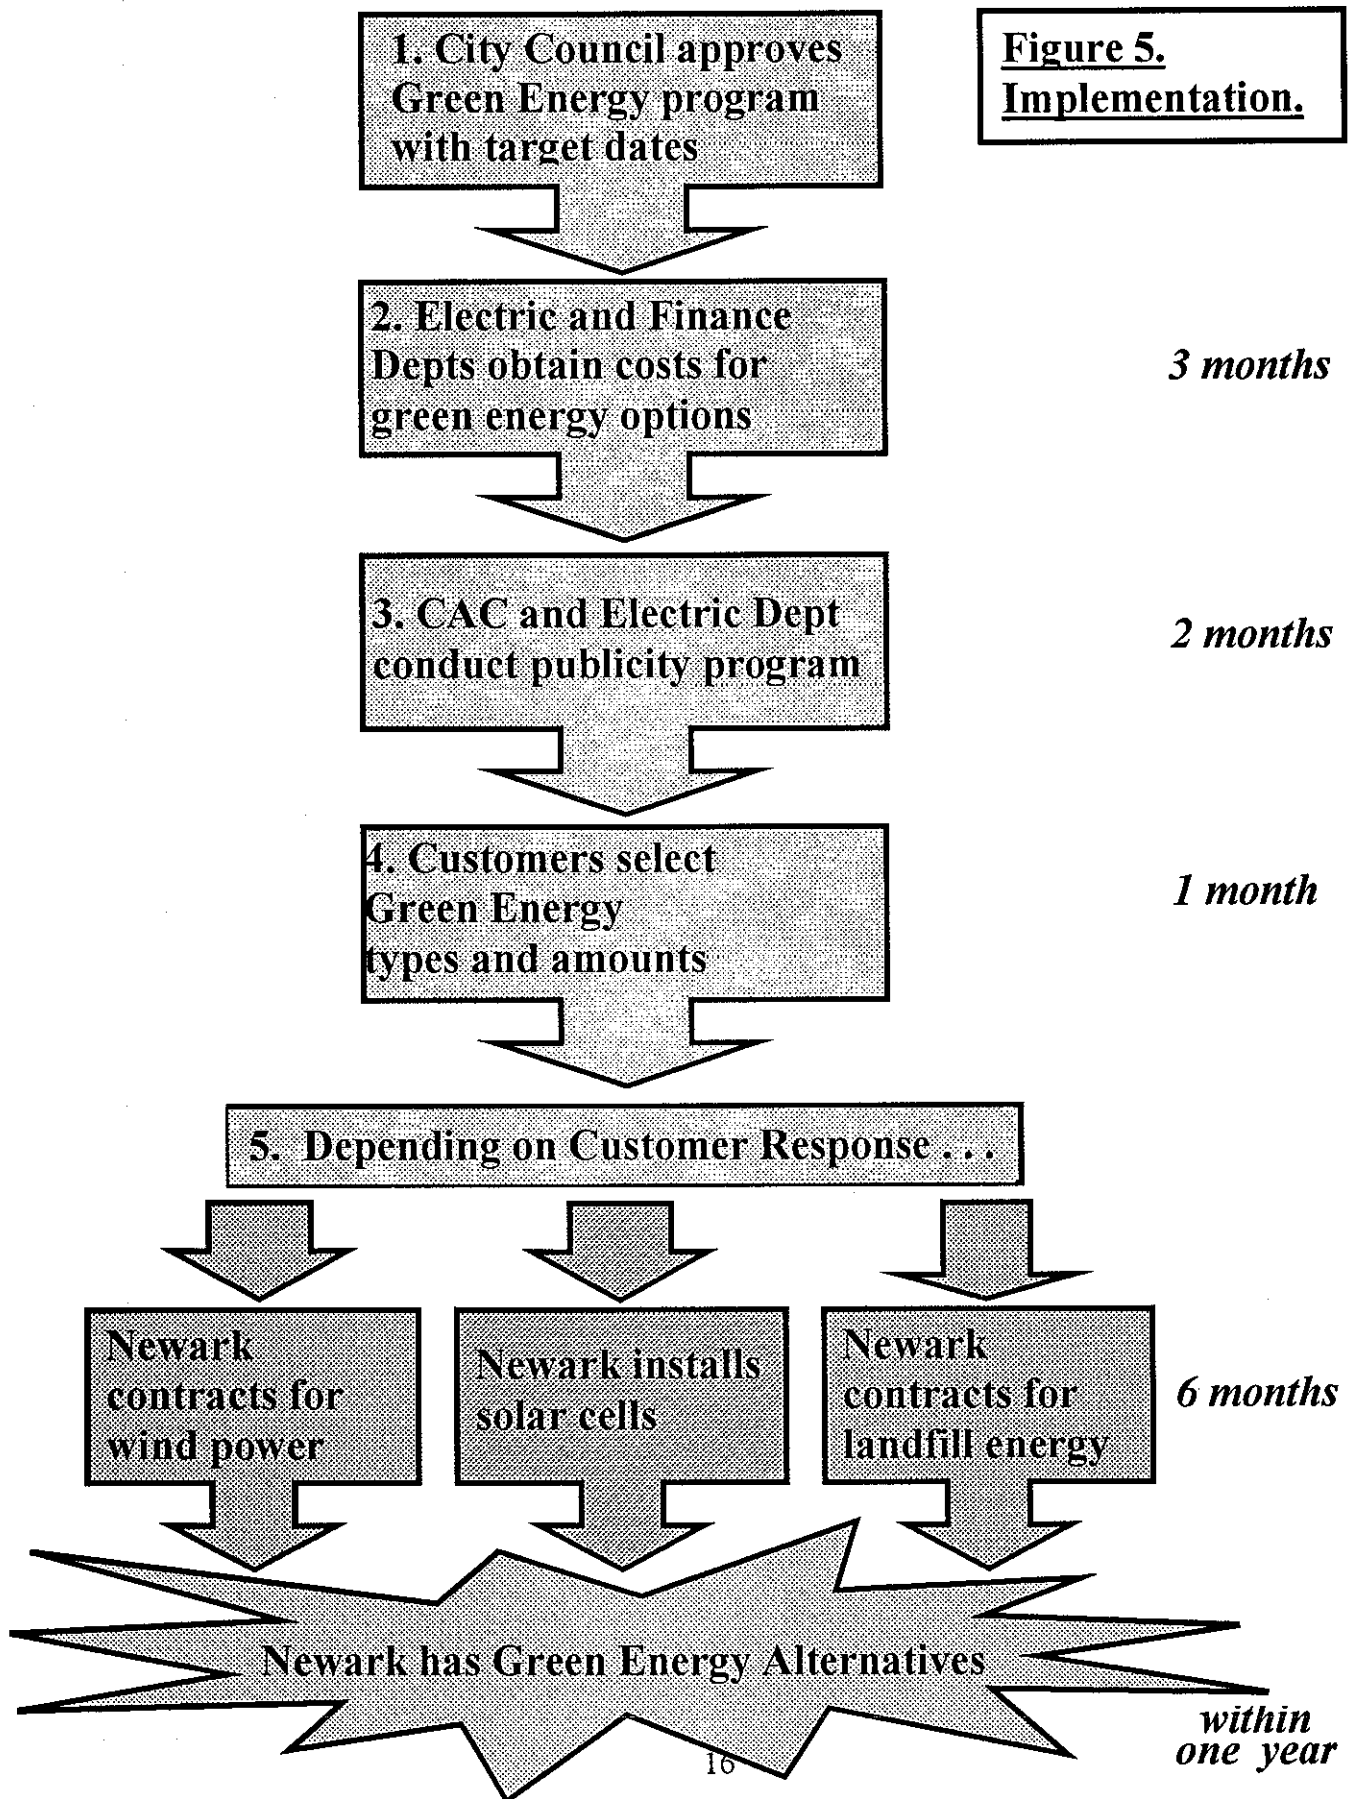 1. City Council approves
Green Energy program
with target dates
Figure 5.
Implementation.
2. Electric and Finance
Depts obtain costs for
green energy options
3 months
3. CAC and Electric Dept
conduct publicity program
2 months
4. Customers select
Green Energy
types and amounts
1 month
5. Depending on Customer Response . . .
Newark
contracts for
wind power
Newark installs
solar cells
Newark
contracts for
landfill energy
6 months
Newark has Green Energy Alternatives
within
one year
16